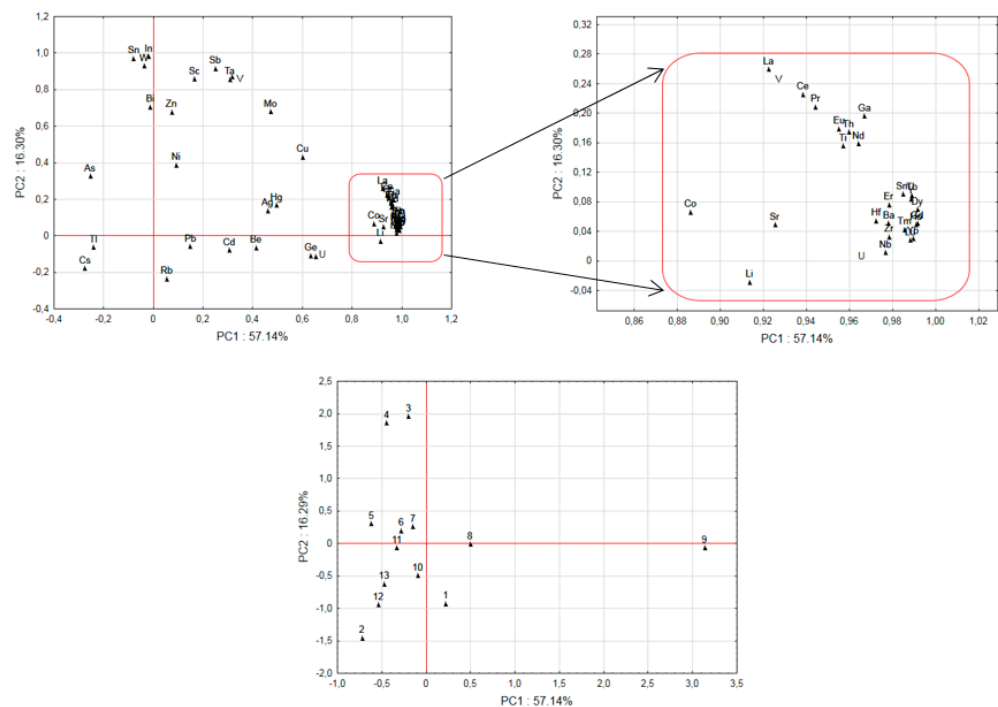 1,2
1,0
0,8
0,6
0,4
0,2
0
-0,2
-0,4
PC2 : 16.30%
Sn
In
W
Sb
Sc
Ta
V
Bi
Zn
Mo
Cu
Ni
As
Hg
Ag
La
Co
Sr
Li
Tl
Pb
Cd
Be
Ge
U
Cs
Rb
-0,4
-0,2
0
0,2
0,4
0,6
0,8
1,0
1,2
PC1 : 57.14%
0,32
0,28
0,24
0,20
0,16
0,12
0,08
0,04
0
-0,04
PC2 : 16.30%
La
V
Ce
Pr
Ga
Eu
Th
Ti
Nd
Er
Dy
Co
Hf
Ba
Sr
Tm
Zr
Nb
U
Li
0,86
0,88
0,90
0,92
0,94
0,96
0,98
1,00
1,02
PC1 : 57.14%
2,5
2,0
1,5
1,0
0,5
0
-0,5
-1,0
-1,5
-2,0
PC2 : 16.29%
4
3
5
6
7
8
9
11
10
13
12
1
2
-1,0
-0,5
0
0,5
1,0
1,5
2,0
2,5
3,0
3,5
PC1 : 57.14%